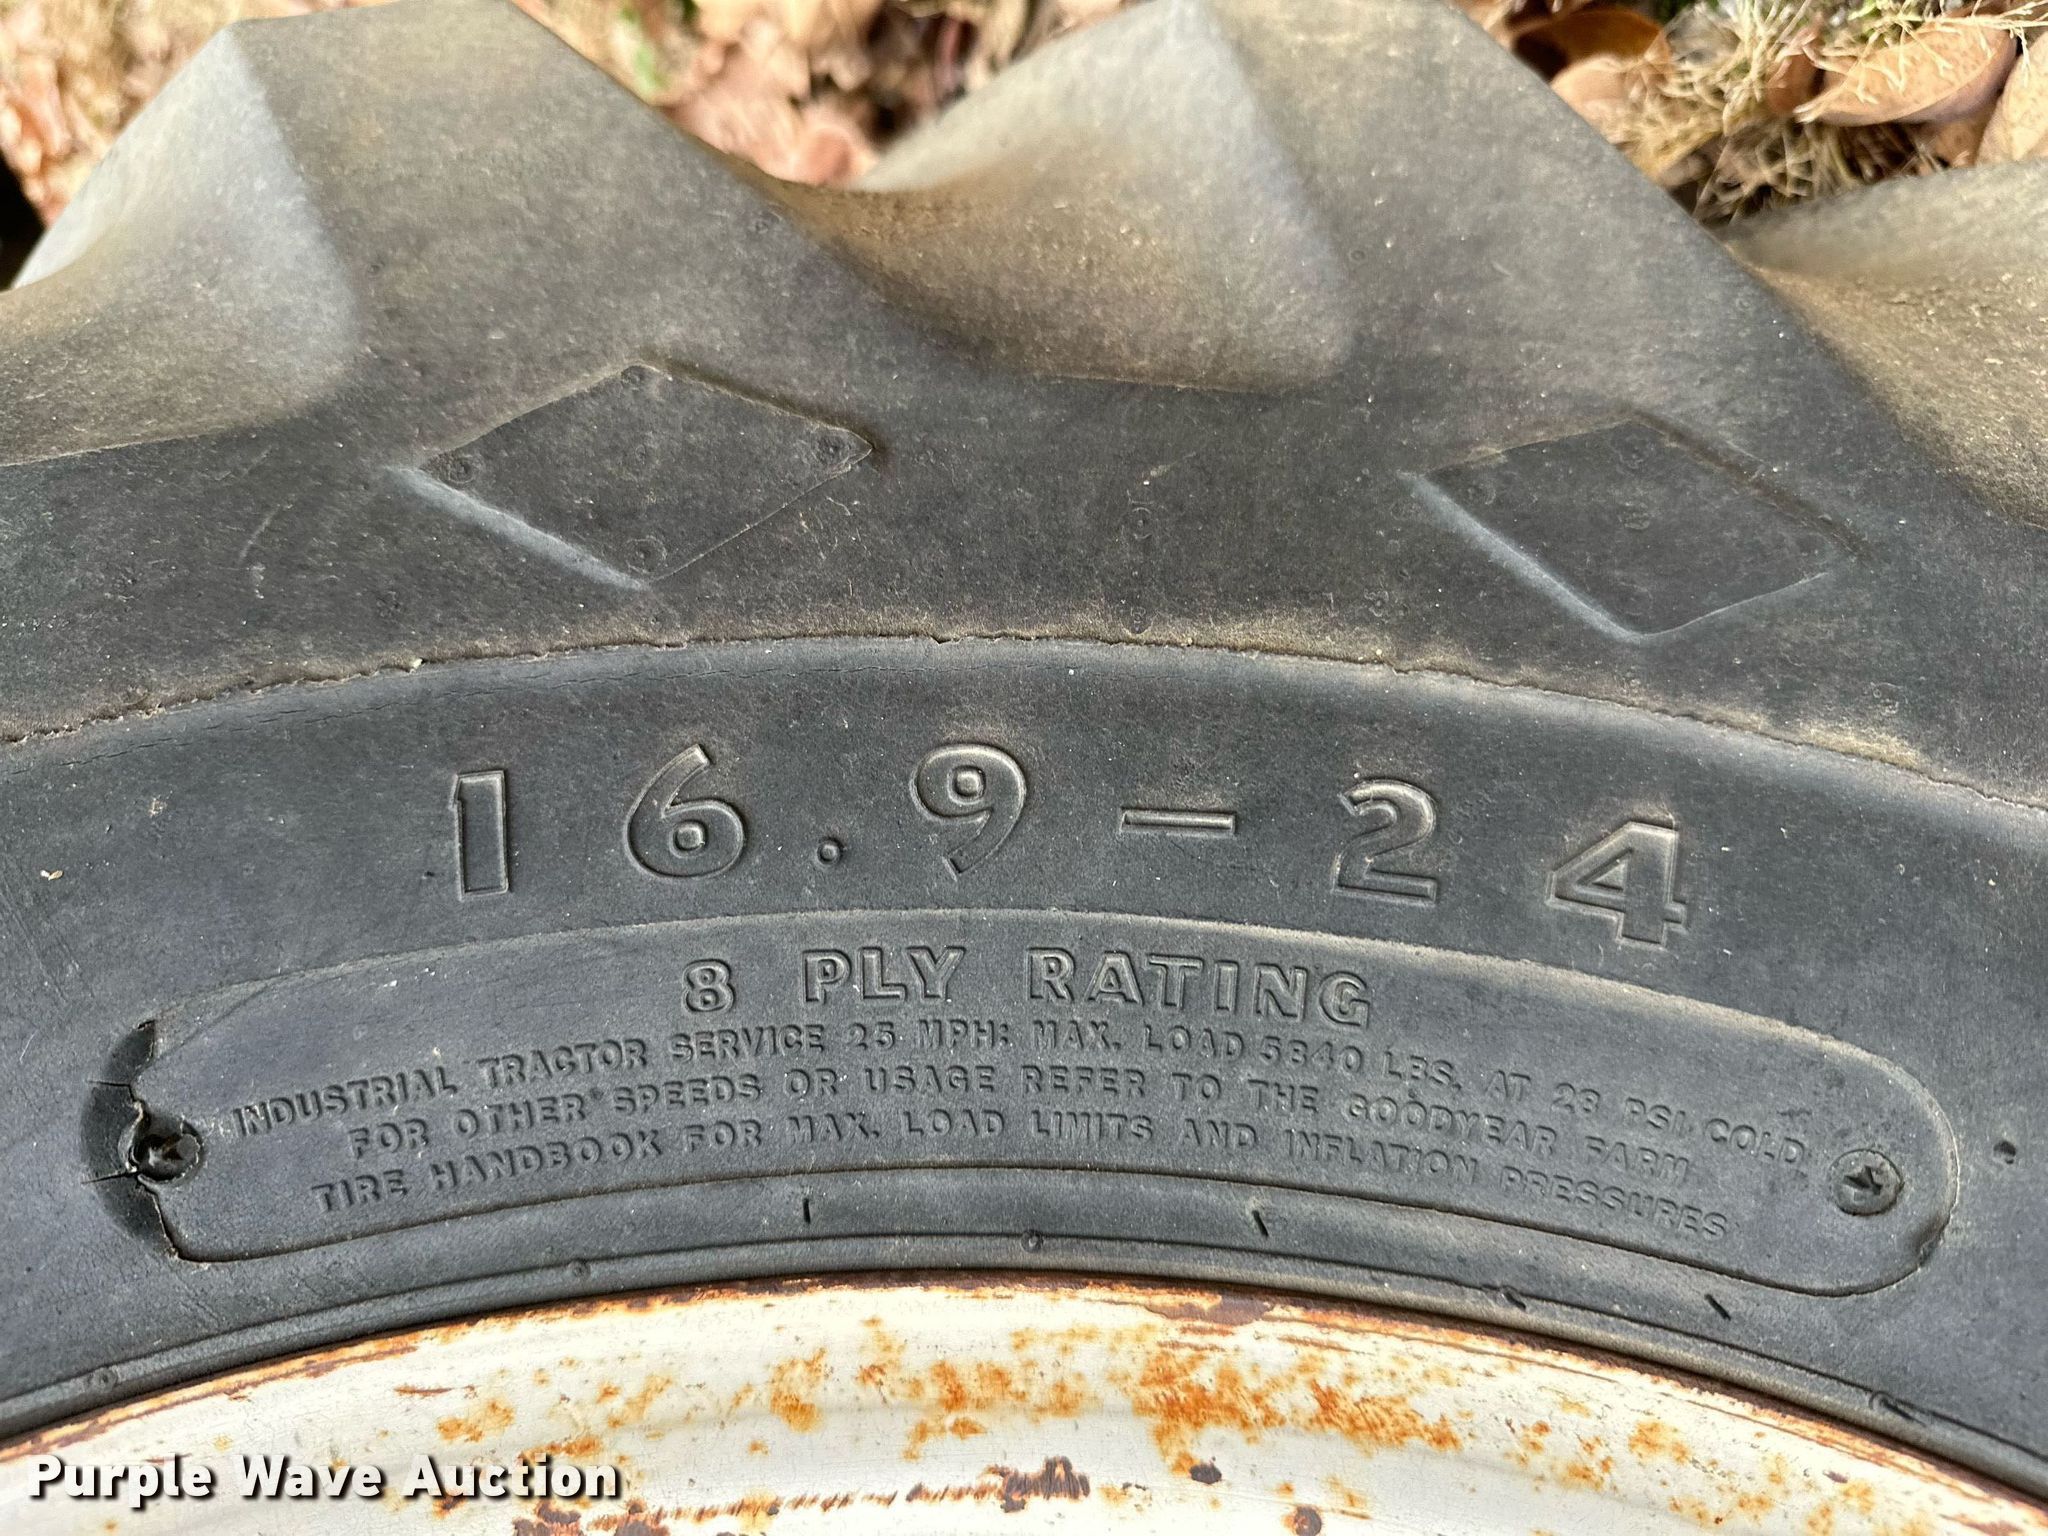 16.9-24
8 PLY RATING
INDUSTRIAL TRACTOR SERVICE 25 MPH: MAX. LOAD 5840 LBS. AT 28 PSI COLD
FOR OTHER SPEEDS OR USAGE REFER TO THE GOODYEAR FARM
TIRE HANDBOOK FOR MAX. LOAD LIMITS AND INFLATION PRESSURES
Purple Wave Auction